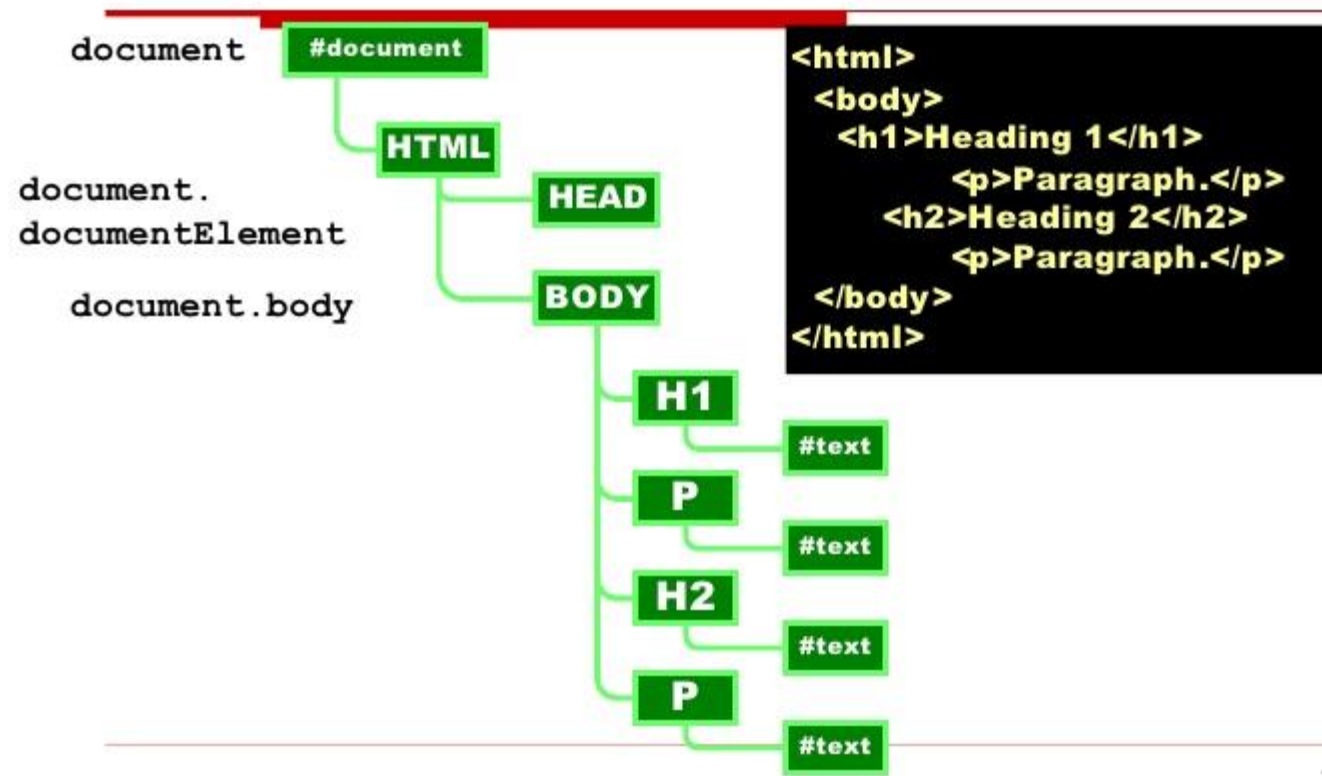 document
#document
HTML
document.
documentElement
HEAD
document.body
BODY
H1
#text
P
#text
H2
#text
P
#text
<html>
<body>
<h1>Heading 1</h1>
<p>Paragraph.</p>
<h2>Heading 2</h2>
<p>Paragraph.</p>
</body>
</html>